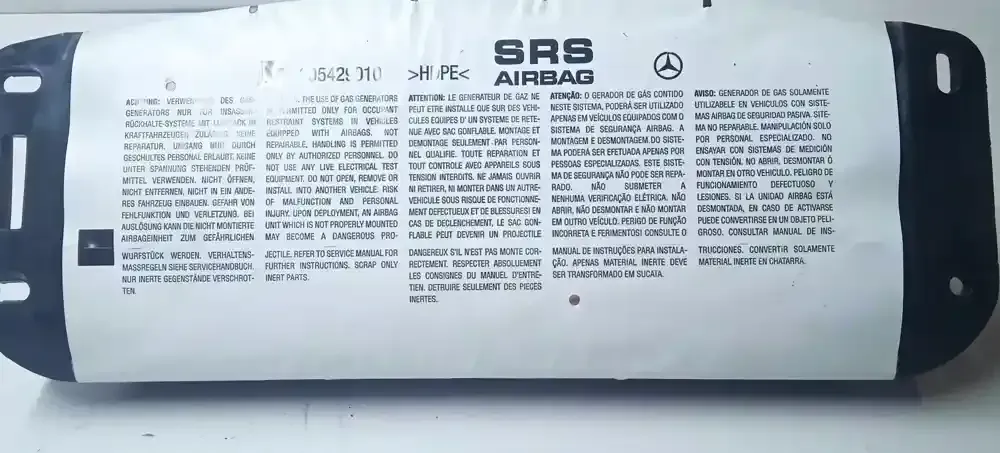 SRS
AIRBAG
05429010
>HDPE<
ACHTUNG: VERWENDUNG DES GAS-
GENERATORS NUR FÜR INSASSEN-
RÜCKHALTE-SYSTEME MIT LUFTSACK IN
KRAFTFAHRZEUGEN ZULÄSSIG. KEINE
REPARATUR. UMGANG NUR DURCH
GESCHULTES PERSONAL ERLAUBT. KEINE
UNTER SPANNUNG STEHENDEN PRÜF-
MITTEL VERWENDEN. NICHT ÖFFNEN,
NICHT ENTFERNEN, NICHT IN EIN ANDE-
RES FAHRZEUG EINBAUEN. GEFAHR VON
FEHLFUNKTION UND VERLETZUNG. BEI
AUSLÖSUNG KANN DIE NICHT MONTIERTE
AIRBAGEINHEIT ZUM GEFÄHRLICHEN
WURFSTÜCK WERDEN. VERHALTENS-
MASSREGELN SIEHE SERVICEHANDBUCH.
NUR INERTE GEGENSTÄNDE VERSCHROT-
TEN.
THE USE OF GAS GENERATORS
PERMITTED ONLY FOR OCCUPANT
RESTRAINT SYSTEMS IN VEHICLES
EQUIPPED WITH AIRBAGS. NOT
REPAIRABLE. HANDLING IS PERMITTED
ONLY BY AUTHORIZED PERSONNEL. DO
NOT USE ANY LIVE ELECTRICAL TEST
EQUIPMENT. DO NOT OPEN, REMOVE OR
INSTALL INTO ANOTHER VEHICLE. RISK
OF MALFUNCTION AND PERSONAL
INJURY. UPON DEPLOYMENT, AN AIRBAG
UNIT WHICH IS NOT PROPERLY MOUNTED
MAY BECOME A DANGEROUS PRO-
JECTILE. REFER TO SERVICE MANUAL FOR
FURTHER INSTRUCTIONS. SCRAP ONLY
INERT PARTS.
ATTENTION: LE GENERATEUR DE GAZ NE
PEUT ETRE INSTALLE QUE SUR DES VEHI-
CULES EQUIPES D' UN SYSTEME DE RETE-
NUE AVEC SAC GONFLABLE. MONTAGE ET
DEMONTAGE SEULEMENT PAR PERSON-
NEL QUALIFIE. TOUTE REPARATION ET
TOUT CONTROLE AVEC APPAREILS SOUS
TENSION INTERDITS. NE JAMAIS OUVRIR
NI RETIRER, NI MONTER DANS UN AUTRE
VEHICULE SOUS RISQUE DE FONCTIONNE-
MENT DEFECTUEUX ET DE BLESSURES! EN
CAS DE DECLENCHEMENT, LE SAC GON-
FLABLE PEUT DEVENIR UN PROJECTILE
DANGEREUX S'IL N'EST PAS MONTE COR-
RECTEMENT. RESPECTER ABSOLUEMENT
LES CONSIGNES DU MANUEL D'ENTRE-
TIEN. DETRUIRE SEULEMENT DES PIECES
INERTES.
ATENÇÃO: O GERADOR DE GÁS CONTIDO
NESTE SISTEMA, PODERÁ SER UTILIZADO
APENAS EM VEÍCULOS EQUIPADOS COM O
SISTEMA DE SEGURANÇA AIRBAG. A
MONTAGEM E DESMONTAGEM DO SISTE-
MA PODERÁ SER EFETUADA APENAS POR
PESSOAS ESPECIALIZADAS. ESTE SISTE-
MA DE SEGURANÇA NÃO PODE SER REPA-
RADO. NÃO SUBMETER A
NENHUMA VERIFICAÇÃO ELÉTRICA. NÃO
ABRIR, NÃO DESMONTAR E NÃO MONTAR
EM OUTRO VEÍCULO. PERIGO DE FUNÇÃO
INCORRETA E FERIMENTOS! CONSULTE O
MANUAL DE INSTRUÇÕES PARA INSTALA-
ÇÃO. APENAS MATERIAL INERTE DEVE
SER TRANSFORMADO EM SUCATA.
AVISO: GENERADOR DE GAS SOLAMENTE
UTILIZABELE EN VEHICULOS CON SISTE-
MAS AIRBAG DE SEGURIDAD PASIVA. SITE-
MA NO REPARABLE. MANIPULACIÓN SOLO
POR PERSONAL ESPECIALIZADO. NO
ENSAYAR CON SISTEMAS DE MEDICIÓN
CON TENSIÓN. NO ABRIR, DESMONTAR Ó
MONTAR EN OTRO VEHICULO. PELIGRO DE
FUNCIONAMIENTO DEFECTUOSO Y
LESIONES. SI LA UNIDAD AIRBAG ESTÁ
DESMONTADA, EN CASO DE ACTIVARSE
PUEDE CONVERTIRSE EN UN OBJETO PELI-
GROSO. CONSULTAR MANUAL DE INS-
TRUCCIONES. CONVERTIR SOLAMENTE
MATERIAL INERTE EN CHATARRA.